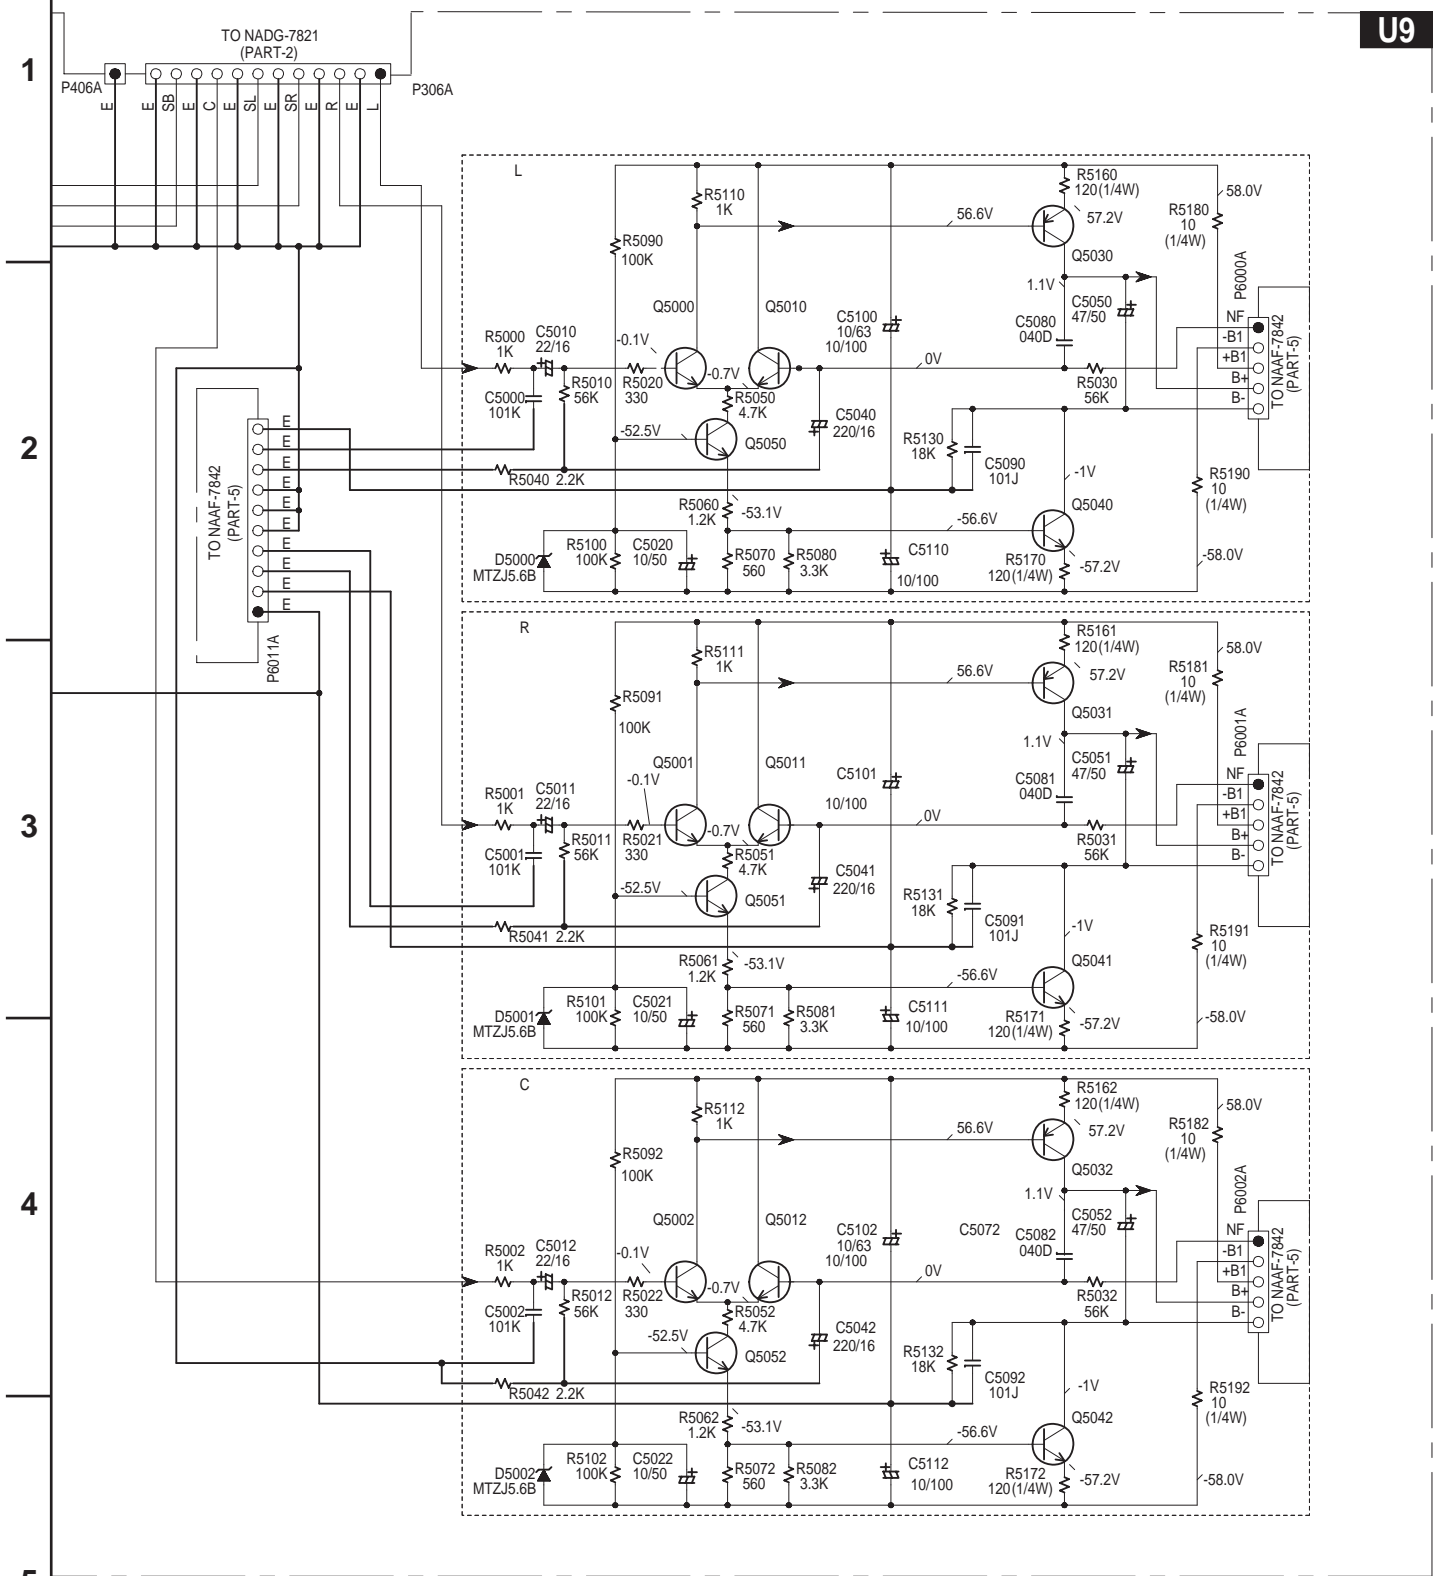 U9
1
TO NADG-7821
(PART-2)
P406A
P306A
E
E
SB
E
C
E
SL
E
SR
E
R
E
L
L
R5110
1K
R5160
120(1/4W)
58.0V
R5180
10
(1/4W)
56.6V
57.2V
R5090
100K
Q5030
P6000A
1.1V
C5050
47/50
Q5000
Q5010
C5100
10/63
10/100
C5080
040D
NF
-B1
+B1
B+
B-
TO NAAF-7842
(PART-5)
R5000
1K
C5010
22/16
-0.1V
0V
C5000
101K
R5010
56K
R5020
330
-0.7V
R5050
4.7K
R5030
56K
C5040
220/16
-52.5V
Q5050
R5130
18K
C5090
101J
2
TO NAAF-7842
(PART-5)
E
E
E
E
E
E
E
E
E
E
P6011A
R5040 2.2K
-1V
R5190
10
(1/4W)
R5060
1.2K
-53.1V
-56.6V
Q5040
D5000
MTZJ5.6B
R5100
100K
C5020
10/50
R5070
560
R5080
3.3K
C5110
10/100
R5170
120(1/4W)
-57.2V
-58.0V
R
R5111
1K
R5161
120(1/4W)
58.0V
R5181
10
(1/4W)
56.6V
57.2V
R5091
100K
Q5031
P6001A
1.1V
C5051
47/50
Q5001
Q5011
C5101
10/100
C5081
040D
NF
-B1
+B1
B+
B-
TO NAAF-7842
(PART-5)
3
R5001
1K
C5011
22/16
-0.1V
0V
C5001
101K
R5011
56K
R5021
330
-0.7V
R5051
4.7K
R5031
56K
C5041
220/16
-52.5V
Q5051
R5131
18K
C5091
101J
R5041 2.2K
-1V
R5191
10
(1/4W)
R5061
1.2K
-53.1V
-56.6V
Q5041
D5001
MTZJ5.6B
R5101
100K
C5021
10/50
R5071
560
R5081
3.3K
C5111
10/100
R5171
120(1/4W)
-57.2V
-58.0V
C
R5112
1K
R5162
120(1/4W)
58.0V
R5182
10
(1/4W)
56.6V
57.2V
R5092
100K
Q5032
P6002A
4
1.1V
C5052
47/50
Q5002
Q5012
C5102
10/63
10/100
C5072
C5082
040D
NF
-B1
+B1
B+
B-
TO NAAF-7842
(PART-5)
R5002
1K
C5012
22/16
-0.1V
0V
C5002
101K
R5012
56K
R5022
330
-0.7V
R5052
4.7K
R5032
56K
C5042
220/16
-52.5V
Q5052
R5132
18K
C5092
101J
R5042 2.2K
-1V
R5192
10
(1/4W)
R5062
1.2K
-53.1V
-56.6V
Q5042
D5002
MTZJ5.6B
R5102
100K
C5022
10/50
R5072
560
R5082
3.3K
C5112
10/100
R5172
120(1/4W)
-57.2V
-58.0V